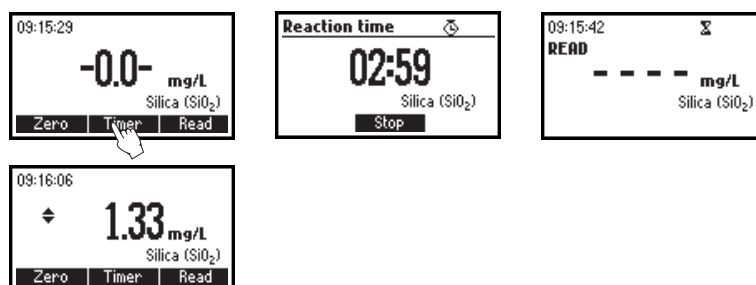 09:15:29
-0.0- mg/L
Silica (SiO₂)
Zero Timer Read
Reaction time
02:59
Silica (SiO₂)
Stop
09:15:42
READ
- - - - mg/L
Silica (SiO₂)
09:16:06
1.33 mg/L
Silica (SiO₂)
Zero Timer Read